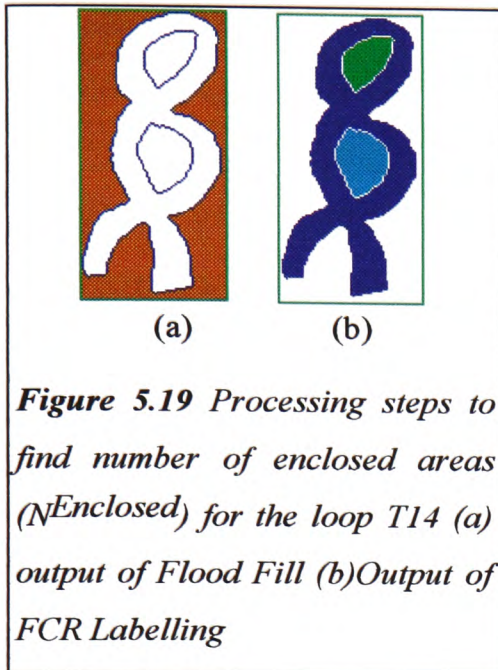 (a) (b)
Figure 5.19 Processing steps to
find number of enclosed areas
(NEnclosed) for the loop T14 (a)
output of Flood Fill (b)Output of
FCR Labelling